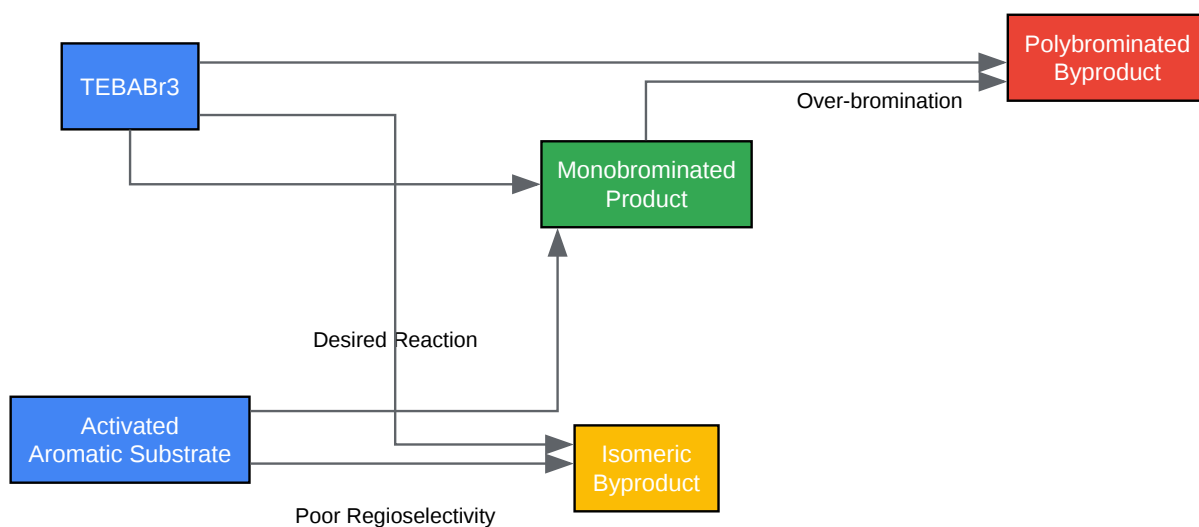 Polybrominated
Byproduct
TEBABr3
Over-bromination
Monobrominated
Product
Desired Reaction
Activated
Aromatic Substrate
Isomeric
Byproduct
Poor Regioselectivity